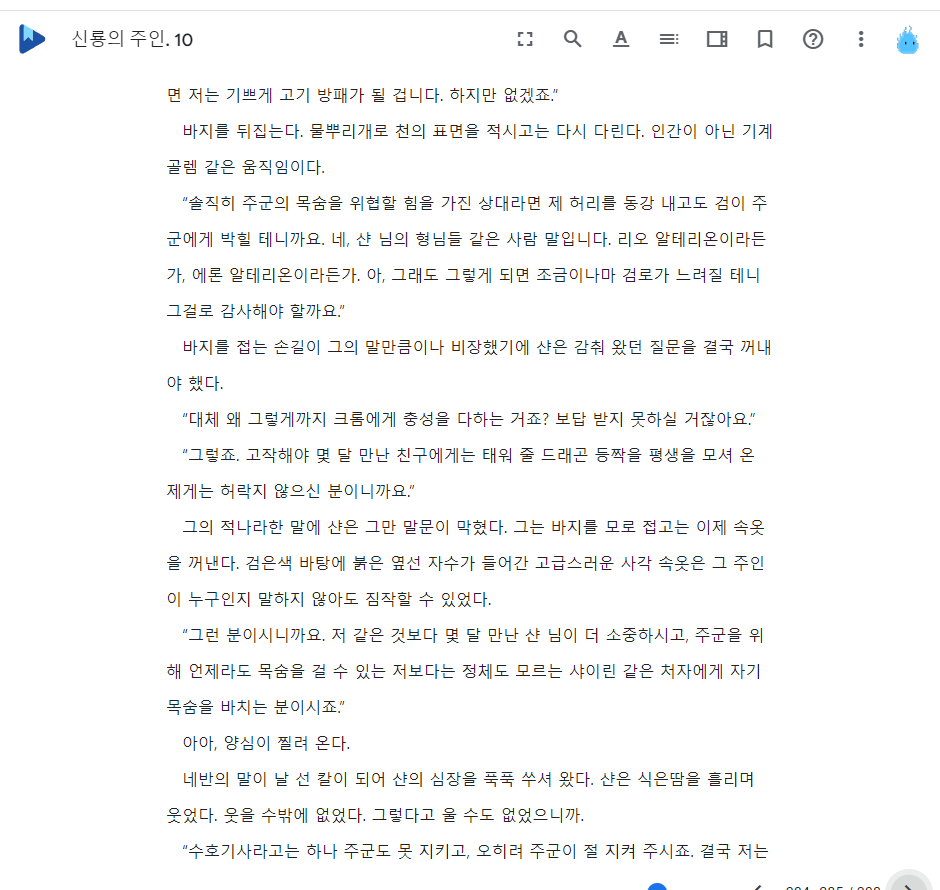 신룡의 주인. 10
면 저는 기쁘게 고기 방패가 될 겁니다. 하지만 없겠죠.”
바지를 뒤집는다. 물뿌리개로 천의 표면을 적시고는 다시 다린다. 인간이 아닌 기계
골렘 같은 움직임이다.
“솔직히 주군의 목숨을 위협할 힘을 가진 상대라면 제 허리를 동강 내고도 검이 주
군에게 박힐 테니까요. 네, 샨 님의 형님들 같은 사람 말입니다. 리오 알테리온이라든
가, 에론 알테리온이라든가. 아, 그래도 그렇게 되면 조금이나마 검로가 느려질 테니
그걸로 감사해야 할까요.”
바지를 접는 손길이 그의 말만큼이나 비장했기에 샨은 감춰 왔던 질문을 결국 꺼내
야 했다.
“대체 왜 그렇게까지 크롬에게 충성을 다하는 거죠? 보답 받지 못하실 거잖아요.”
“그렇죠. 고작해야 몇 달 만난 친구에게는 태워 줄 드래곤 등짝을 평생을 모셔 온
제게는 허락지 않으신 분이니까요.”
그의 적나라한 말에 샨은 그만 말문이 막혔다. 그는 바지를 모로 접고는 이제 속옷
을 꺼낸다. 검은색 바탕에 붉은 옆선 자수가 들어간 고급스러운 사각 속옷은 그 주인
이 누구인지 말하지 않아도 짐작할 수 있었다.
“그런 분이시니까요. 저 같은 것보다 몇 달 만난 샨 님이 더 소중하시고, 주군을 위
해 언제라도 목숨을 걸 수 있는 저보다는 정체도 모르는 샤이린 같은 처자에게 자기
목숨을 바치는 분이시죠.”
아아, 양심이 찔려 온다.
네반의 말이 날 선 칼이 되어 샨의 심장을 푹푹 쑤셔 왔다. 샨은 식은땀을 흘리며
웃었다. 웃을 수밖에 없었다. 그렇다고 울 수도 없었으니까.
“수호기사라고는 하나 주군도 못 지키고, 오히려 주군이 절 지켜 주시죠. 결국 저는